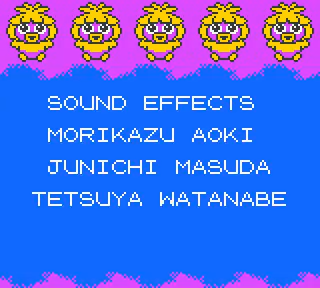 SOUND EFFECTS
MORIKAZU AOKI
JUNICHI MASUDA
TETSUYA WATANABE